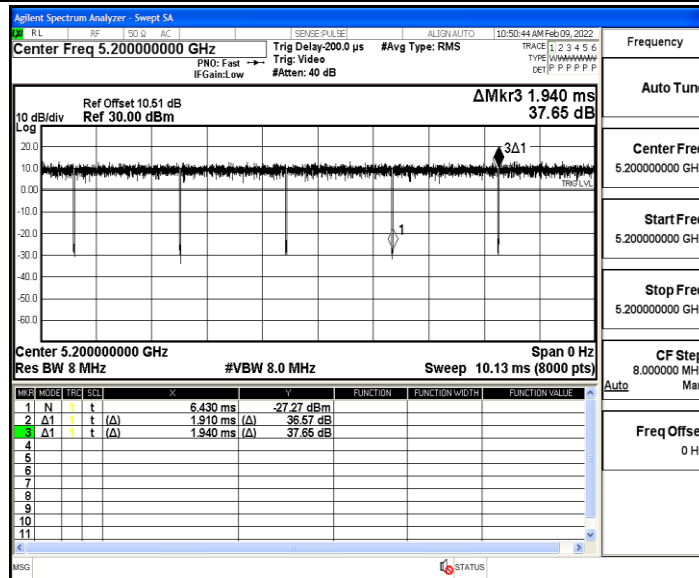 Agilent Spectrum Analyzer - Swept SA
RL RF 50 Ω AC SENSE:PULSE ALIGNAUTO 10:50:44 AM Feb 09, 2022
Center Freq 5.200000000 GHz
PNO: Fast
IFGain:Low
Trig Delay-200.0 µs
Trig: Video
#Atten: 40 dB
#Avg Type: RMS
TRACE 1 2 3 4 5 6
TYPE
DET P P P P P P
Ref Offset 10.51 dB
10 dB/div Ref 30.00 dBm
Log
ΔMkr3 1.940 ms
37.65 dB
20.0
10.0
0.00
-10.0
-20.0
-30.0
-40.0
-50.0
-60.0
3Δ1
TRIG LVL
1
Center 5.200000000 GHz Span 0 Hz
Res BW 8 MHz #VBW 8.0 MHz Sweep 10.13 ms (8000 pts)
MKR MODE TRC SCL X Y FUNCTION FUNCTION WIDTH FUNCTION VALUE
1 N 1 t 6.430 ms -27.27 dBm
2 Δ1 1 t (Δ) 1.910 ms (Δ) 36.57 dB
3 Δ1 1 t (Δ) 1.940 ms (Δ) 37.65 dB
4
5
6
7
8
9
10
11
MSG STATUS
Frequency
Auto Tun
Center Fre
5.200000000 GH
Start Fre
5.200000000 GH
Stop Fre
5.200000000 GH
CF Step
8.000000 MH
Auto Ma
Freq Offse
0 H